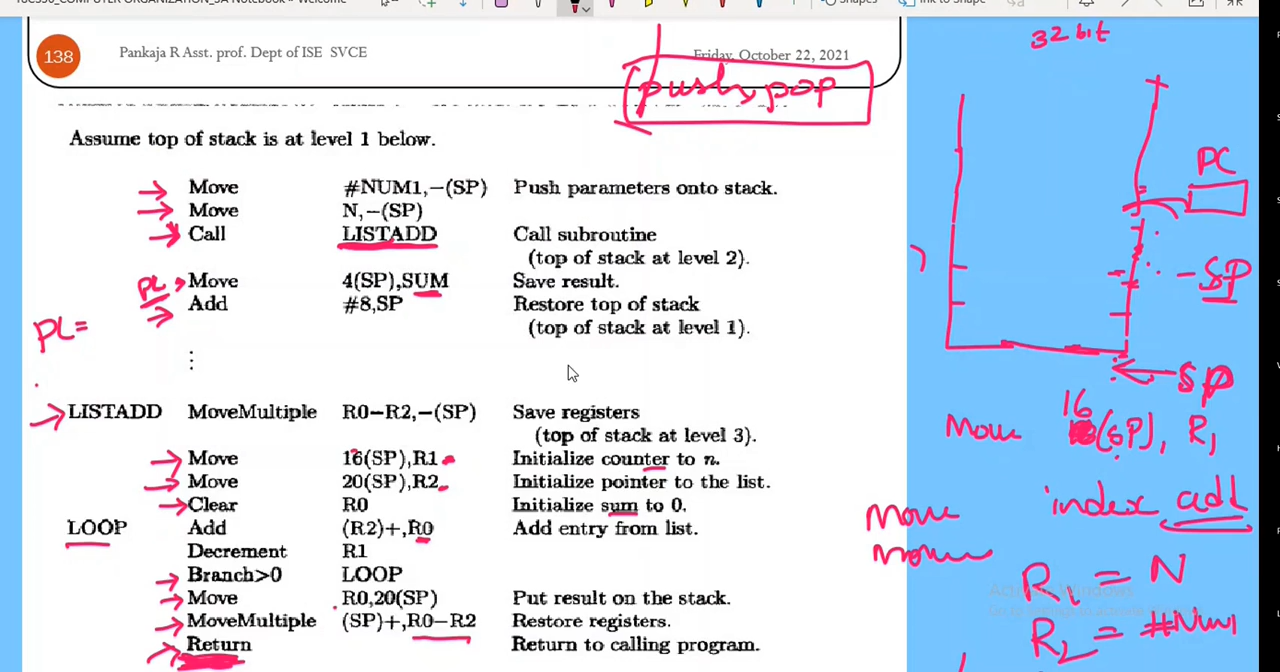 32 bit
138 Pankaja R Asst. prof. Dept of ISE SVCE Friday, October 22, 2021
push, pop
Assume top of stack is at level 1 below.
Move #NUM1,−(SP) Push parameters onto stack.
Move N,−(SP)
Call LISTADD Call subroutine
(top of stack at level 2).
Move 4(SP),SUM Save result.
Add #8,SP Restore top of stack
(top of stack at level 1).
⋮
LISTADD MoveMultiple R0−R2,−(SP) Save registers
(top of stack at level 3).
Move 16(SP),R1 Initialize counter to n.
Move 20(SP),R2 Initialize pointer to the list.
Clear R0 Initialize sum to 0.
LOOP Add (R2)+,R0 Add entry from list.
Decrement R1
Branch>0 LOOP
Move R0,20(SP) Put result on the stack.
MoveMultiple (SP)+,R0−R2 Restore registers.
Return Return to calling program.
PC
-SP
SP
16
Move (SP), R1
index add
Move
Move
R1 = N
R2 = #Num1
Activate Windows